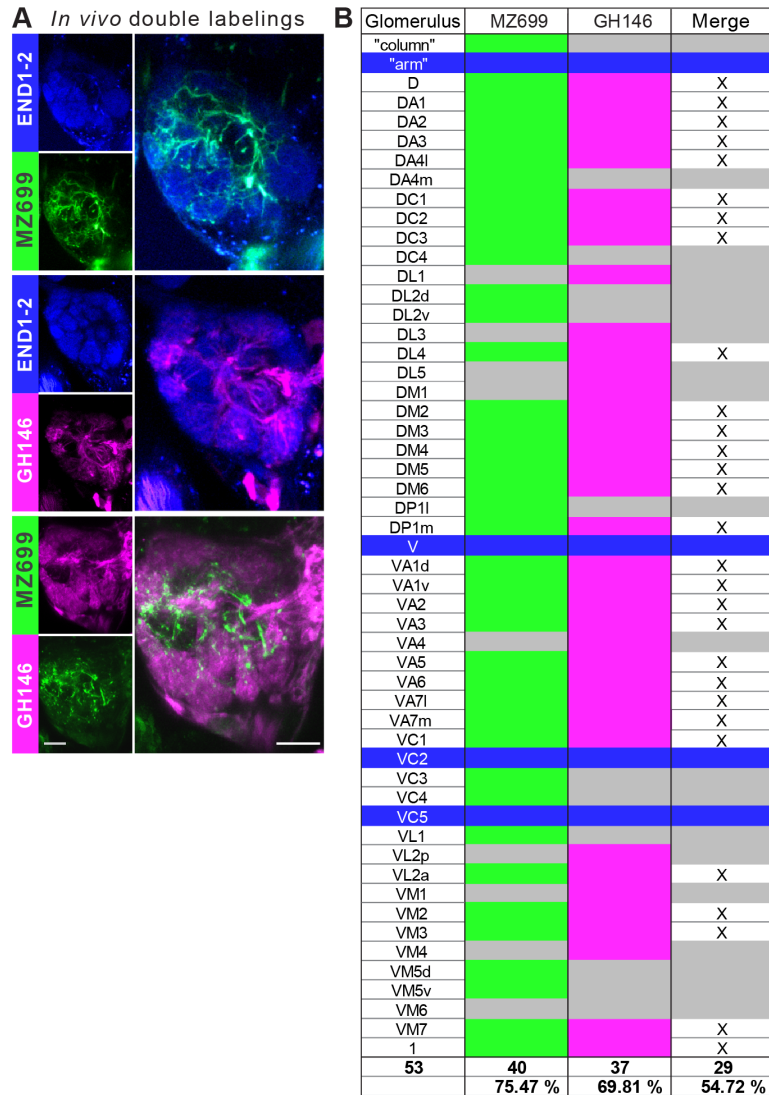 A In vivo double labelings
END1-2
MZ699
END1-2
GH146
MZ699
GH146
B
Glomerulus MZ699 GH146 Merge
"column"
"arm"
D X
DA1 X
DA2 X
DA3 X
DA4l X
DA4m
DC1 X
DC2 X
DC3 X
DC4
DL1
DL2d
DL2v
DL3
DL4 X
DL5
DM1
DM2 X
DM3 X
DM4 X
DM5 X
DM6 X
DP1l
DP1m X
V
VA1d X
VA1v X
VA2 X
VA3 X
VA4
VA5 X
VA6 X
VA7l X
VA7m X
VC1 X
VC2
VC3
VC4
VC5
VL1
VL2p
VL2a X
VM1
VM2 X
VM3 X
VM4
VM5d
VM5v
VM6
VM7 X
1 X
53 40 37 29
75.47 % 69.81 % 54.72 %